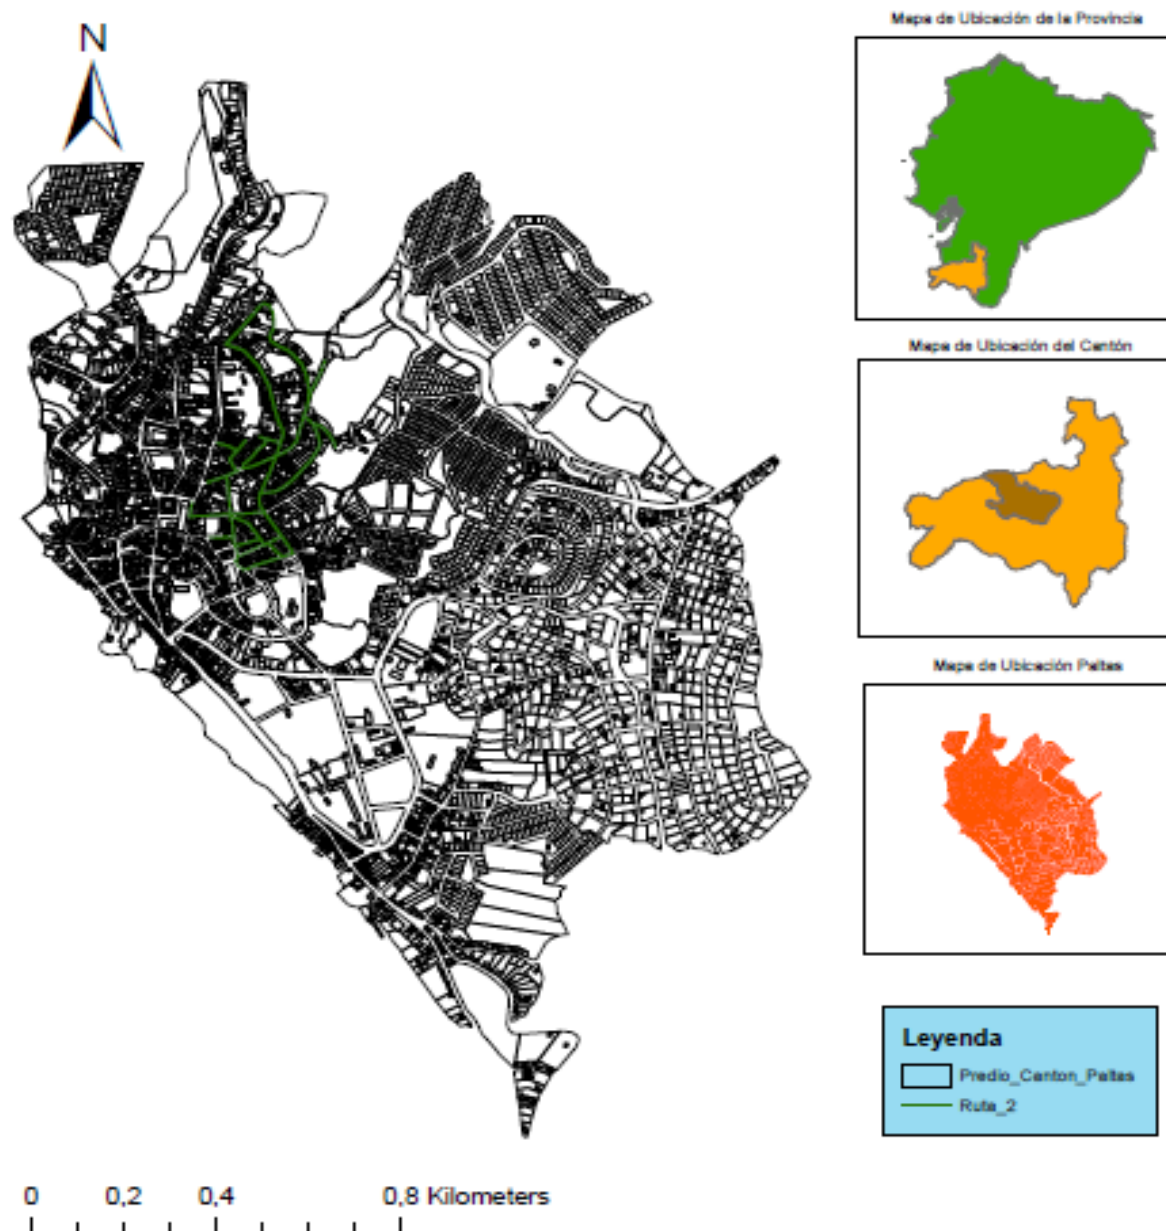 N
Mapa de Ubicación de la Provincia
Mapa de Ubicación del Cantón
Mapa de Ubicación Paltas
Leyenda
Predio_Canton_Paltas
Ruta_2
0 0,2 0,4 0,8 Kilometers